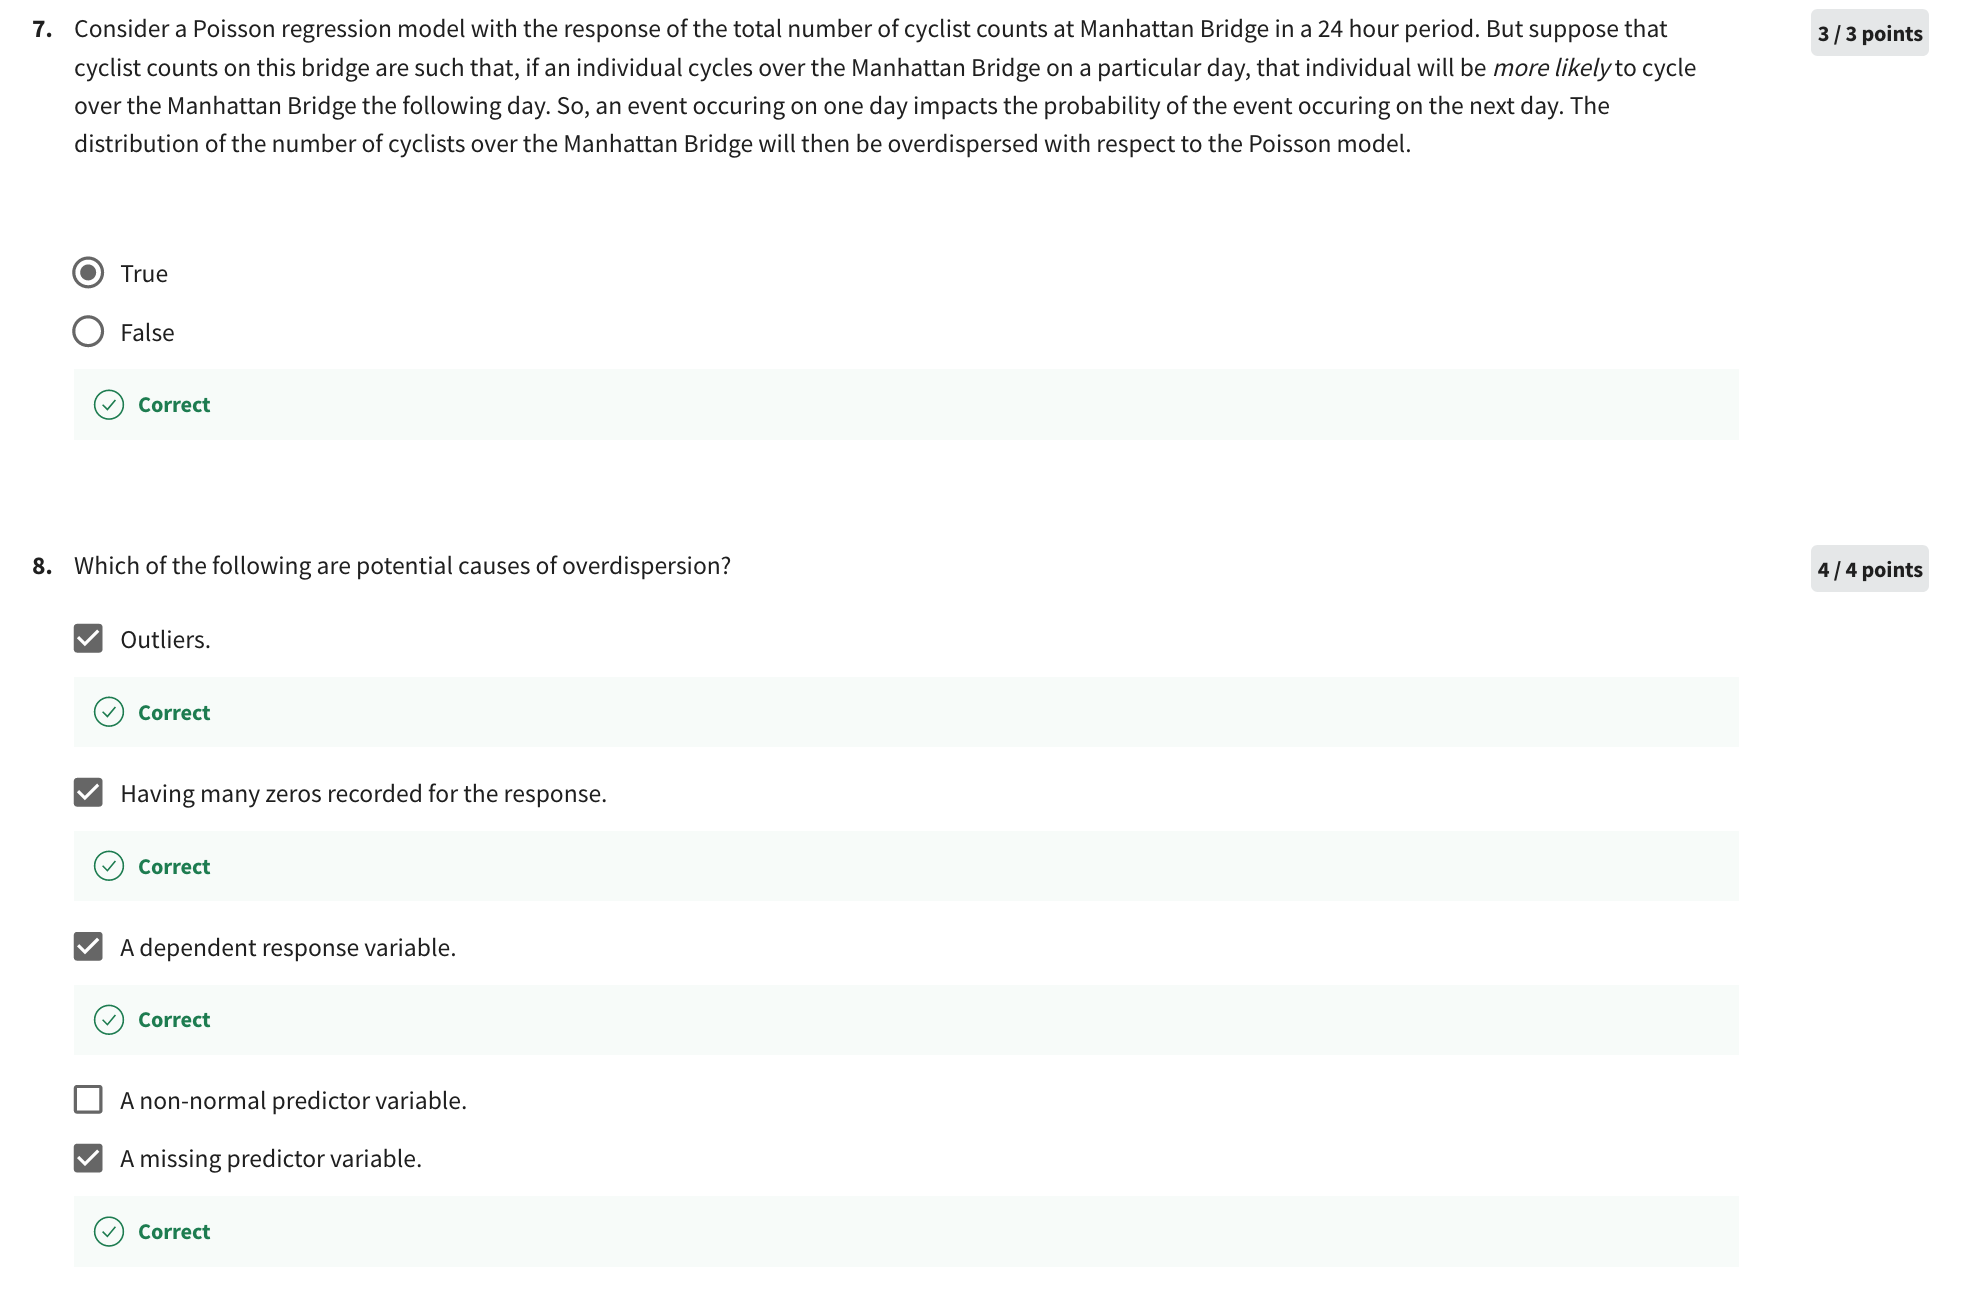 7. Consider a Poisson regression model with the response of the total number of cyclist counts at Manhattan Bridge in a 24 hour period. But suppose that
3 / 3 points
cyclist counts on this bridge are such that, if an individual cycles over the Manhattan Bridge on a particular day, that individual will be more likely to cycle
over the Manhattan Bridge the following day. So, an event occuring on one day impacts the probability of the event occuring on the next day. The
distribution of the number of cyclists over the Manhattan Bridge will then be overdispersed with respect to the Poisson model.
True
False
Correct
8. Which of the following are potential causes of overdispersion?
4 / 4 points
Outliers.
Correct
Having many zeros recorded for the response.
Correct
A dependent response variable.
Correct
A non-normal predictor variable.
A missing predictor variable.
Correct